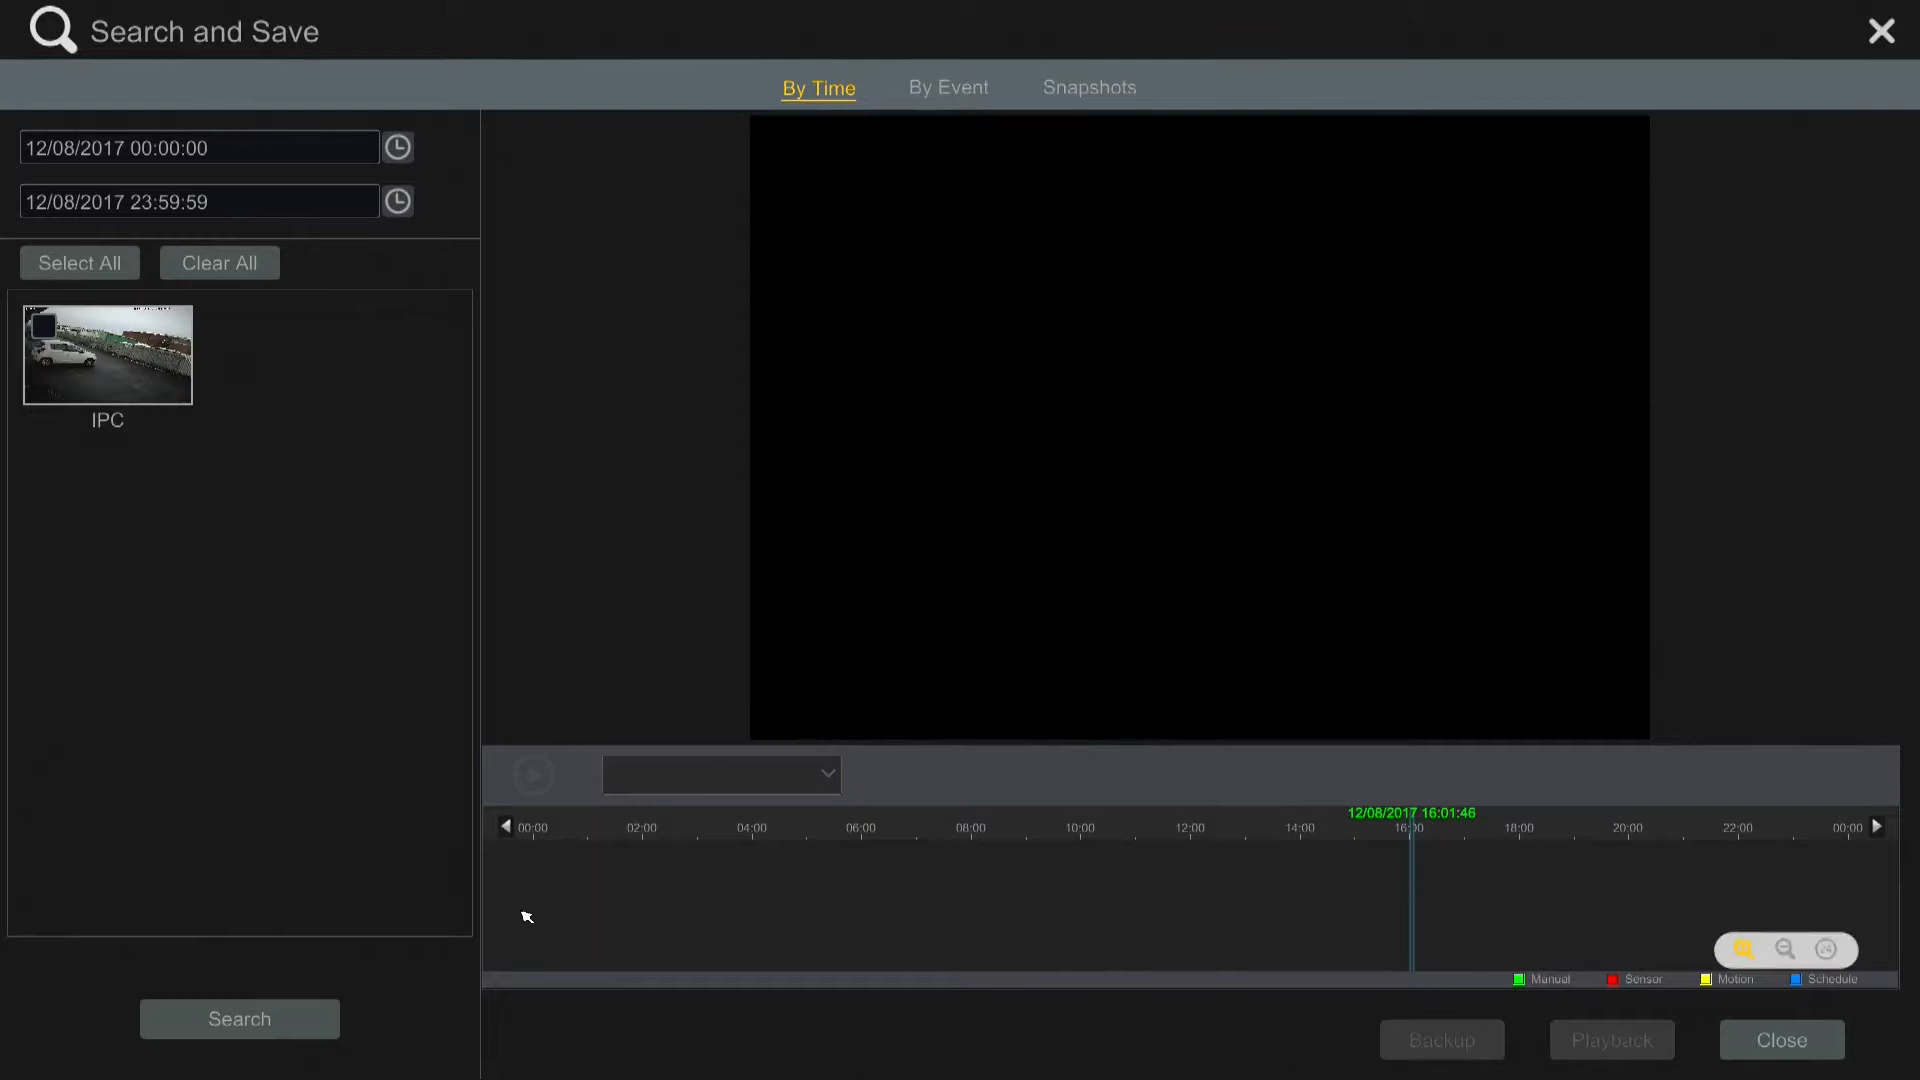 Search and Save
By Time By Event Snapshots
12/08/2017 00:00:00
12/08/2017 23:59:59
Select All Clear All
IPC
12/08/2017 16:01:46
00:00 02:00 04:00 06:00 08:00 10:00 12:00 14:00 16:00 18:00 20:00 22:00 00:00
24
Manual Sensor Motion Schedule
Search
Backup Playback Close